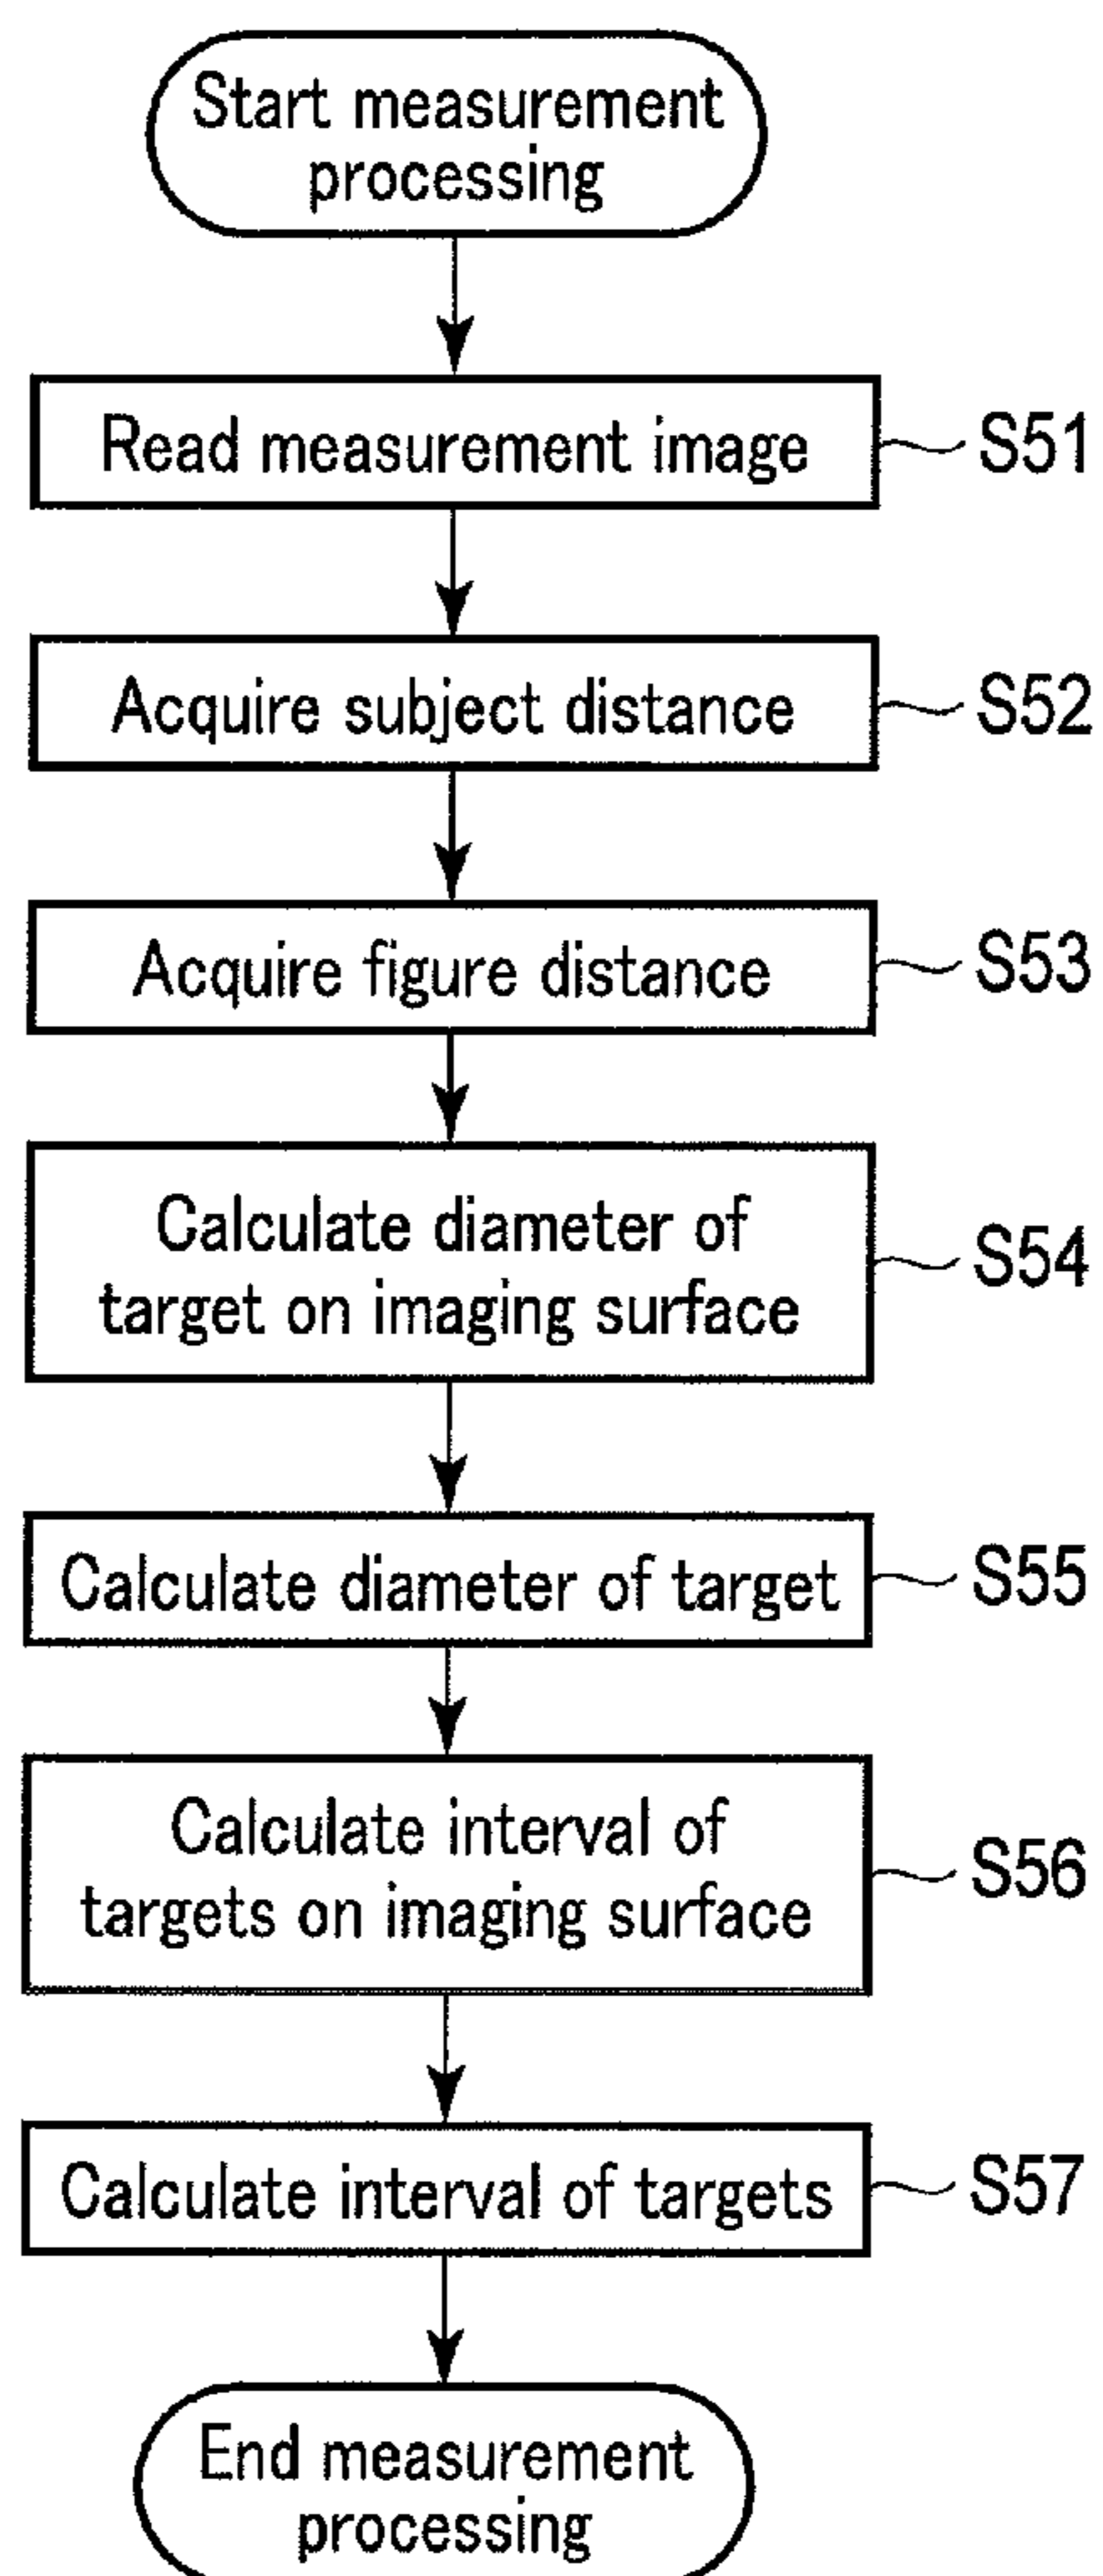 Start measurement
processing
Read measurement image
S51
Acquire subject distance
S52
Acquire figure distance
S53
Calculate diameter of
target on imaging surface
S54
Calculate diameter of target
S55
Calculate interval of
targets on imaging surface
S56
Calculate interval of targets
S57
End measurement
processing